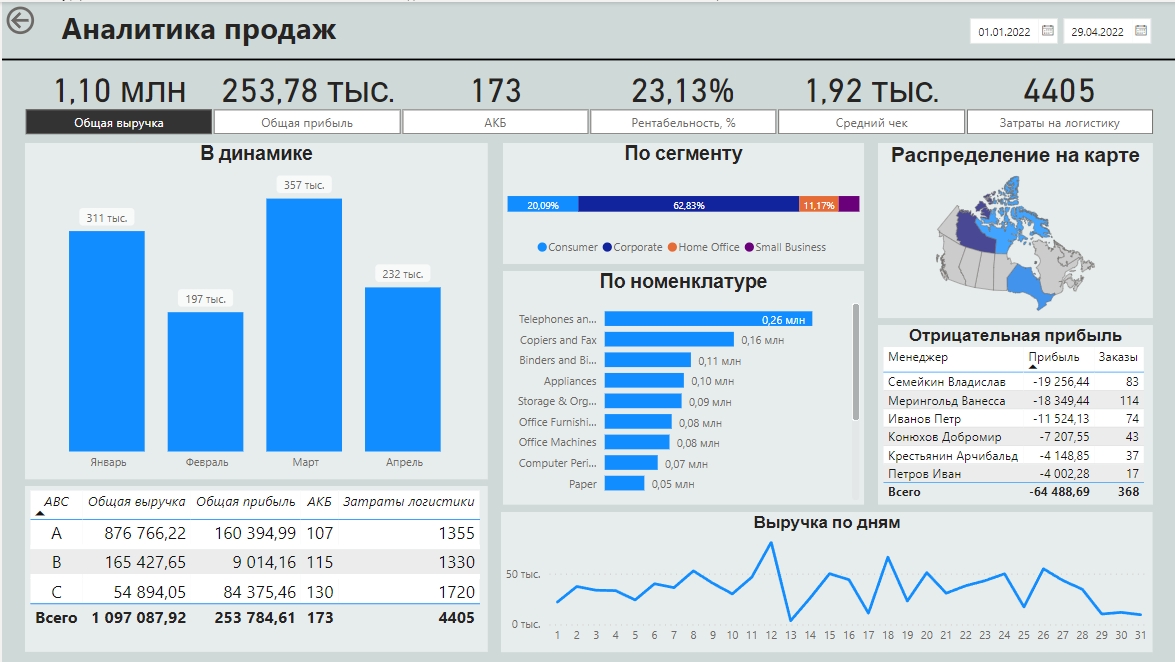 Аналитика продаж
01.01.2022
29.04.2022
1,10 МЛН 253,78 ТЫС. 173 23,13% 1,92 ТЫС. 4405
Общая выручка Общая прибыль АКБ Рентабельность, % Средний чек Затраты на логистику
В динамике
357 тыс.
311 тыс.
232 тыс.
197 тыс.
Январь Февраль Март Апрель
По сегменту
20,09% 62,83% 11,17%
Consumer Corporate Home Office Small Business
По номенклатуре
Telephones an... 0,26 млн
Copiers and Fax 0,16 млн
Binders and Bi... 0,11 млн
Appliances 0,10 млн
Storage & Org... 0,09 млн
Office Furnishi... 0,08 млн
Office Machines 0,08 млн
Computer Peri... 0,07 млн
Paper 0,05 млн
Распределение на карте
Отрицательная прибыль
Менеджер Прибыль Заказы
Семейкин Владислав -19 256,44 83
Мерингольд Ванесса -18 349,44 114
Иванов Петр -11 524,13 74
Конюхов Добромир -7 207,55 43
Крестьянин Арчибальд -4 148,85 37
Петров Иван -4 002,28 17
Всего -64 488,69 368
ABC Общая выручка Общая прибыль АКБ Затраты логистики
A 876 766,22 160 394,99 107 1355
B 165 427,65 9 014,16 115 1330
C 54 894,05 84 375,46 130 1720
Всего 1 097 087,92 253 784,61 173 4405
Выручка по дням
50 тыс.
0 тыс.
1 2 3 4 5 6 7 8 9 10 11 12 13 14 15 16 17 18 19 20 21 22 23 24 25 26 27 28 29 30 31